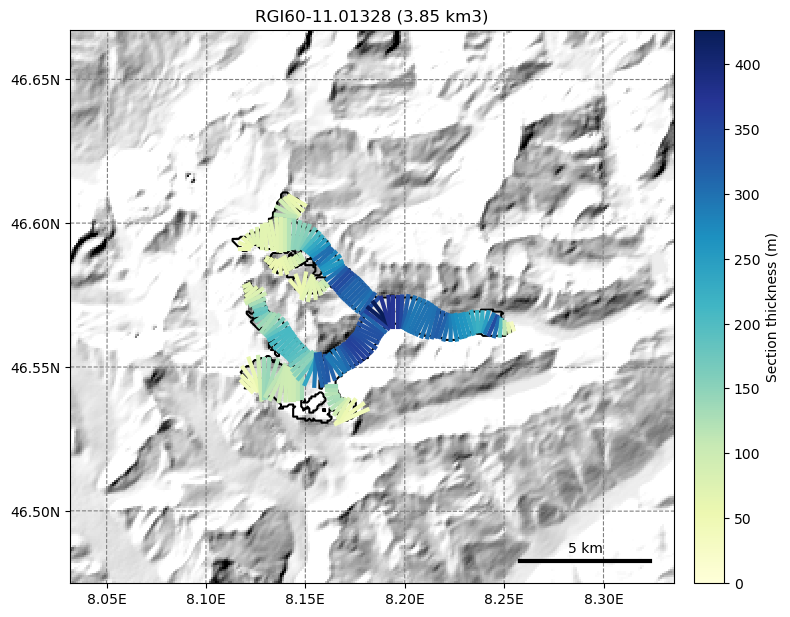 RGI60-11.01328 (3.85 km3)
46.65N
46.60N
46.55N
46.50N
8.05E
8.10E
8.15E
8.20E
8.25E
8.30E
5 km
400
350
300
250
200
150
100
50
0
Section thickness (m)